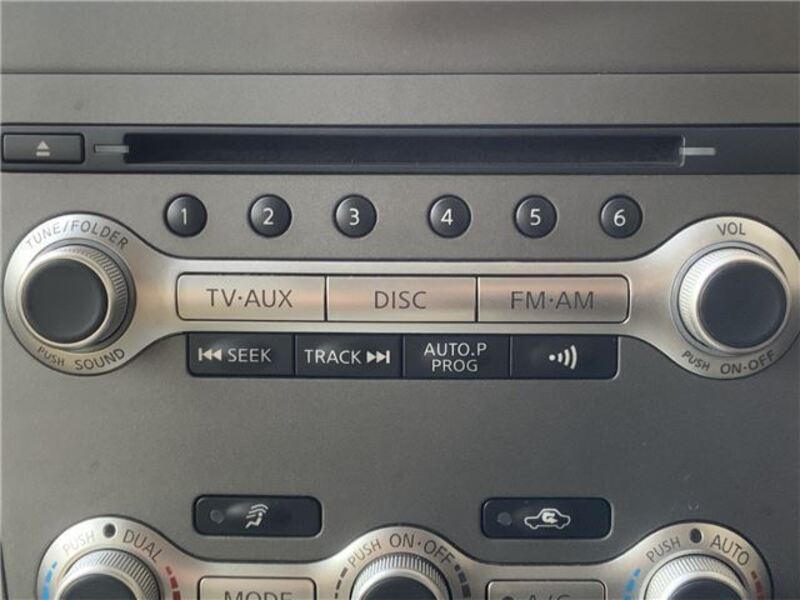 1 2 3 4 5 6
TUNE/FOLDER
VOL
TV·AUX DISC FM·AM
PUSH SOUND
SEEK TRACK AUTO.P PROG
PUSH ON·OFF
PUSH DUAL
PUSH ON·OFF
PUSH AUTO
MODE A/C